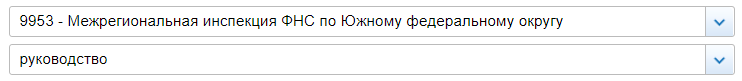 9953 - Межрегиональная инспекция ФНС по Южному федеральному округу
руководство